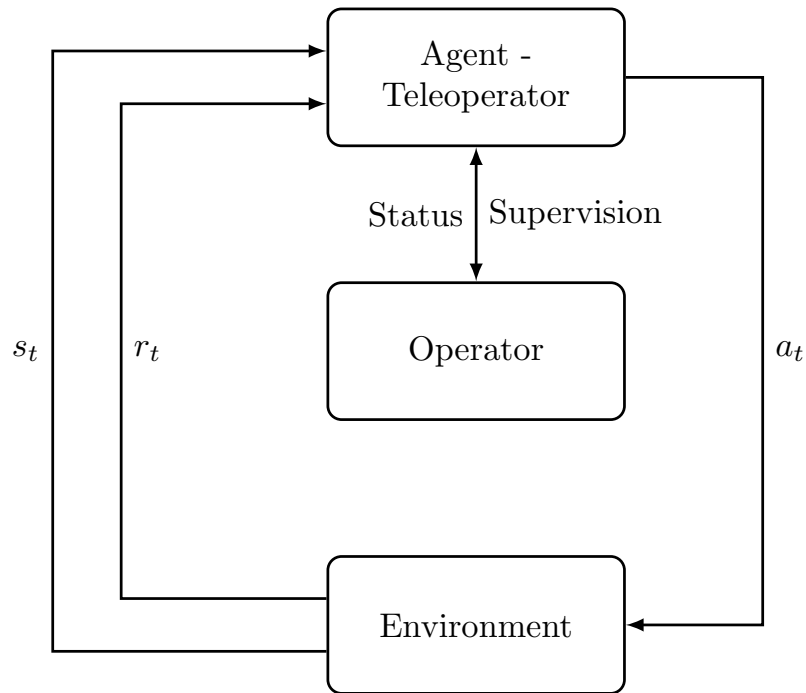 Agent -
Teleoperator
Status
Supervision
Operator
s_t
r_t
a_t
Environment